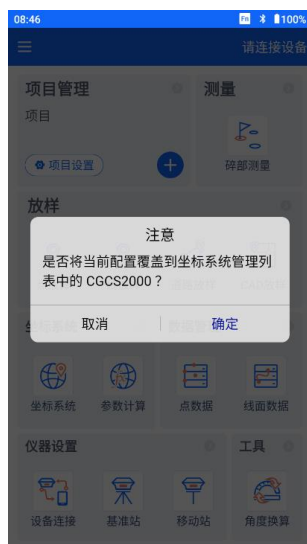 08:46
Fn
100%
请连接设备
项目管理
测量
项目
项目设置
碎部测量
放样
注意
是否将当前配置覆盖到坐标系统管理列
表中的 CGCS2000？
取消
确定
坐标系统
参数计算
点数据
线面数据
仪器设置
工具
设备连接
基准站
移动站
角度换算